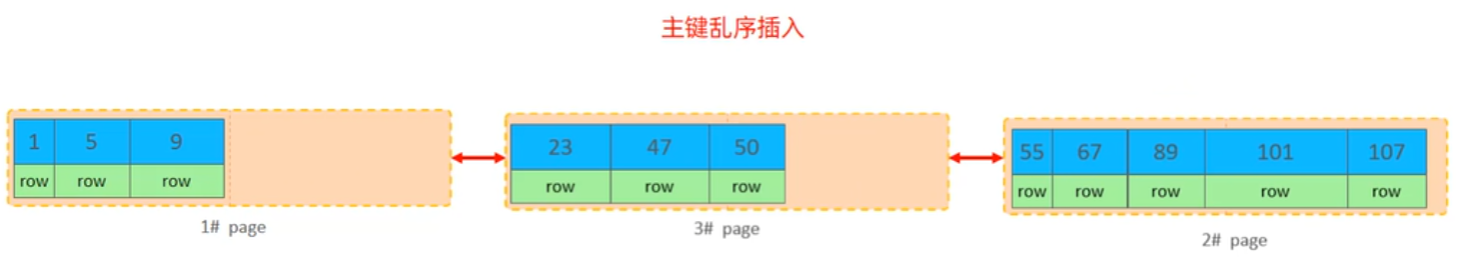 主键乱序插入
1 5 9
row row row
1# page
23 47 50
row row row
3# page
55 67 89 101 107
row row row row row
2# page